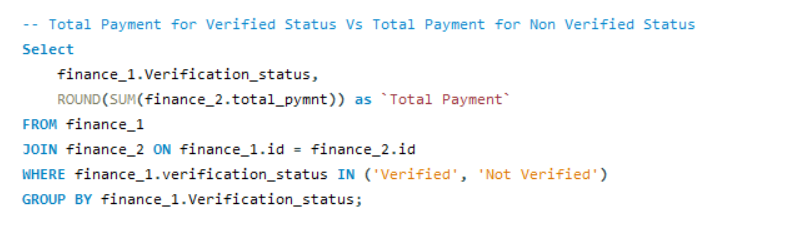 -- Total Payment for Verified Status Vs Total Payment for Non Verified Status
Select
    finance_1.Verification_status,
    ROUND(SUM(finance_2.total_pymnt)) as `Total Payment`
FROM finance_1
JOIN finance_2 ON finance_1.id = finance_2.id
WHERE finance_1.verification_status IN ('Verified', 'Not Verified')
GROUP BY finance_1.Verification_status;